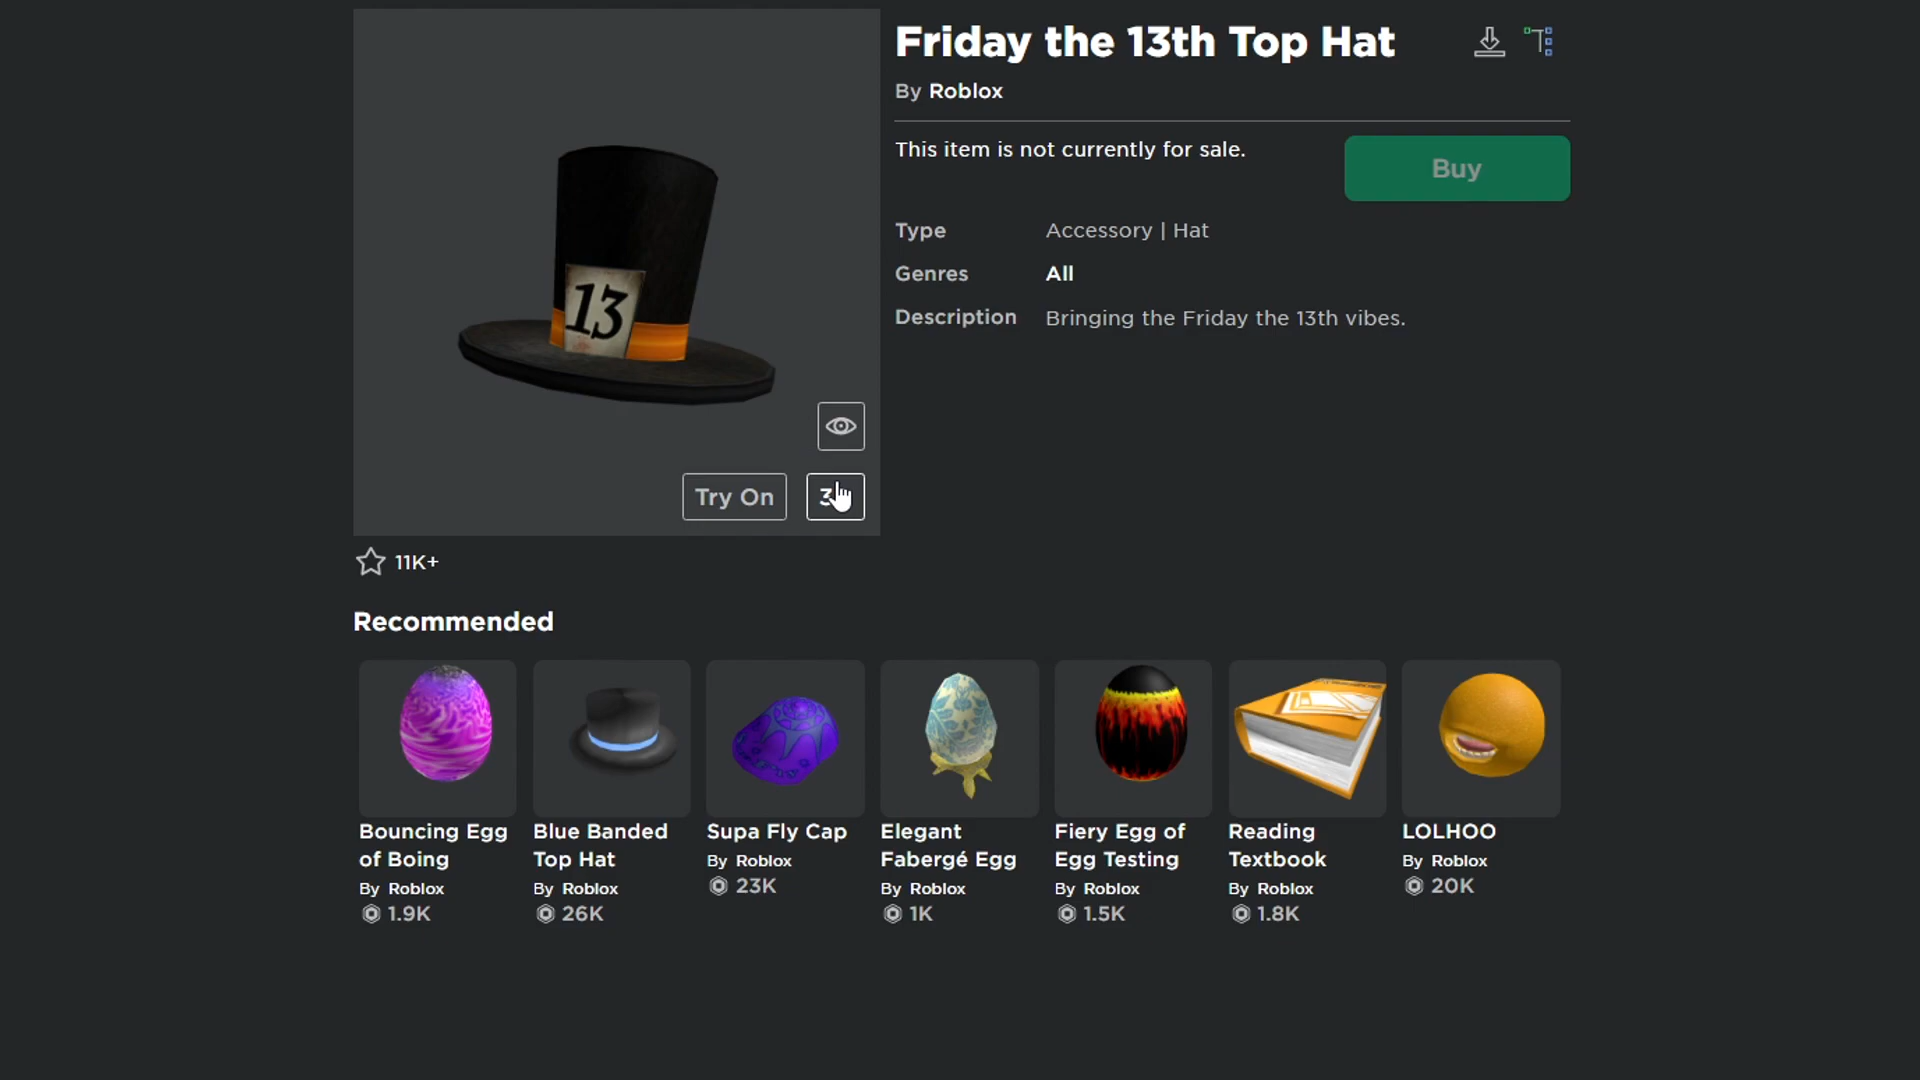 Friday the 13th Top Hat
By Roblox
This item is not currently for sale.
Buy
Type Accessory | Hat
Genres All
Description Bringing the Friday the 13th vibes.
13
Try On
11K+
Recommended
Bouncing Egg of Boing
By Roblox
1.9K
Blue Banded Top Hat
By Roblox
26K
Supa Fly Cap
By Roblox
23K
Elegant Fabergé Egg
By Roblox
1K
Fiery Egg of Egg Testing
By Roblox
1.5K
Reading Textbook
By Roblox
1.8K
LOLHOO
By Roblox
20K